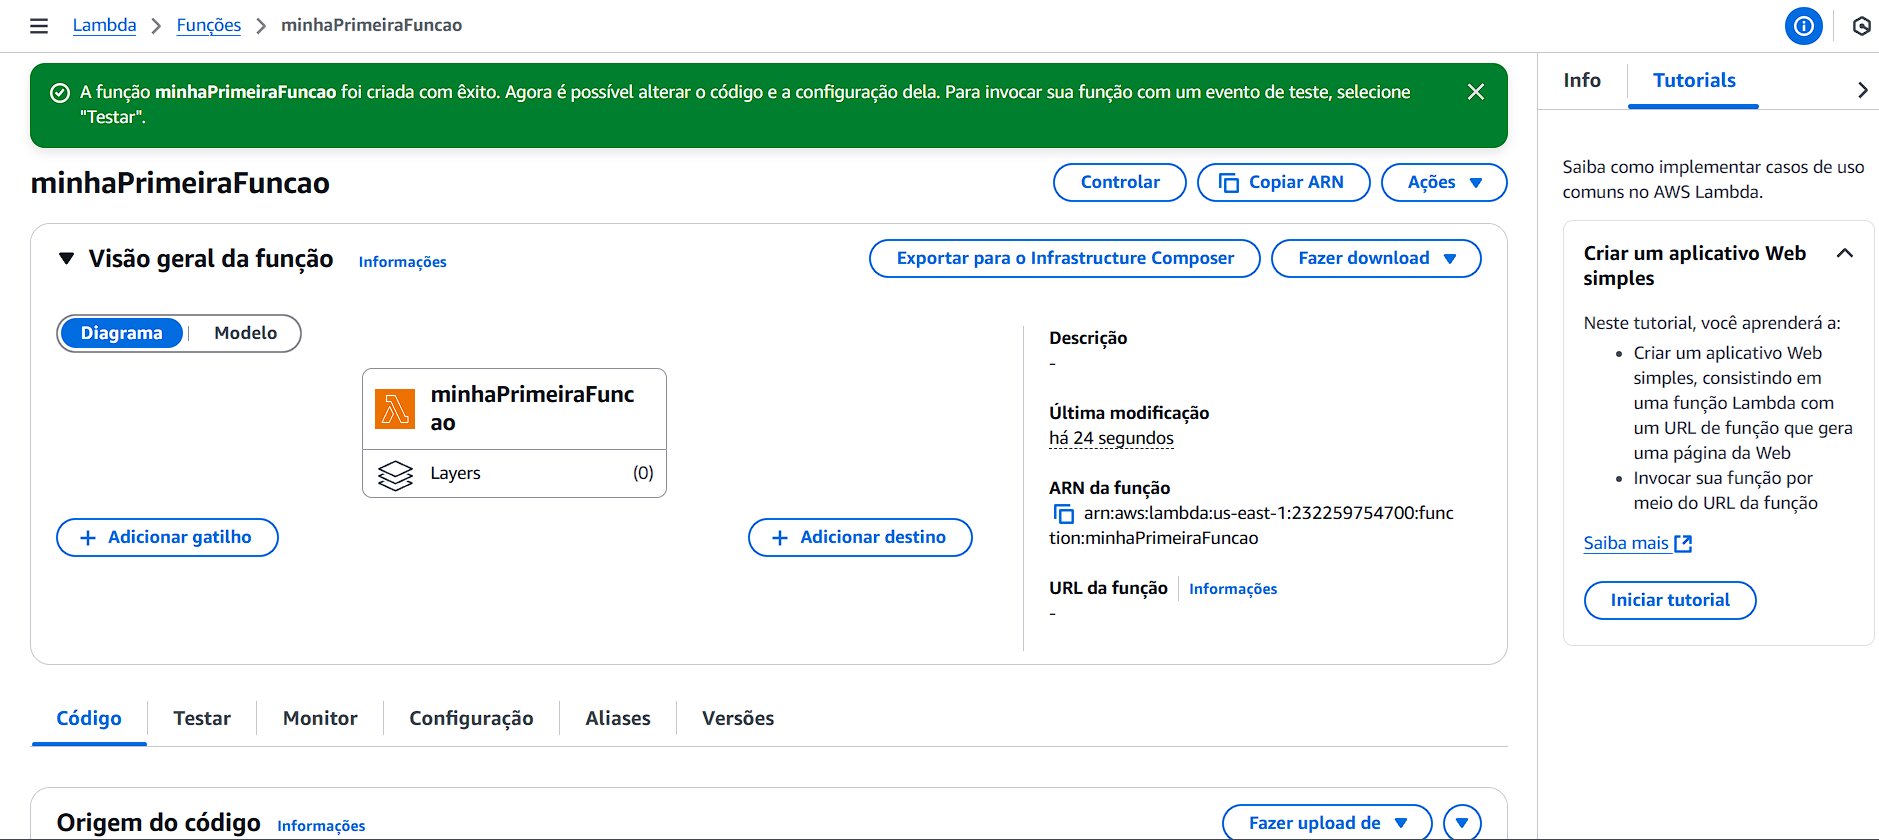 Lambda > Funções > minhaPrimeiraFuncao
A função minhaPrimeiraFuncao foi criada com êxito. Agora é possível alterar o código e a configuração dela. Para invocar sua função com um evento de teste, selecione
"Testar".
minhaPrimeiraFuncao
Controlar
Copiar ARN
Ações
Visão geral da função
Informações
Exportar para o Infrastructure Composer
Fazer download
Diagrama
Modelo
minhaPrimeiraFunc
ao
Layers
(0)
+ Adicionar gatilho
+ Adicionar destino
Descrição
-
Última modificação
há 24 segundos
ARN da função
arn:aws:lambda:us-east-1:232259754700:func
tion:minhaPrimeiraFuncao
URL da função
Informações
-
Código
Testar
Monitor
Configuração
Aliases
Versões
Origem do código
Informações
Fazer upload de
Info
Tutorials
Saiba como implementar casos de uso
comuns no AWS Lambda.
Criar um aplicativo Web
simples
Neste tutorial, você aprenderá a:
• Criar um aplicativo Web
simples, consistindo em
uma função Lambda com
um URL de função que gera
uma página da Web
• Invocar sua função por
meio do URL da função
Saiba mais
Iniciar tutorial